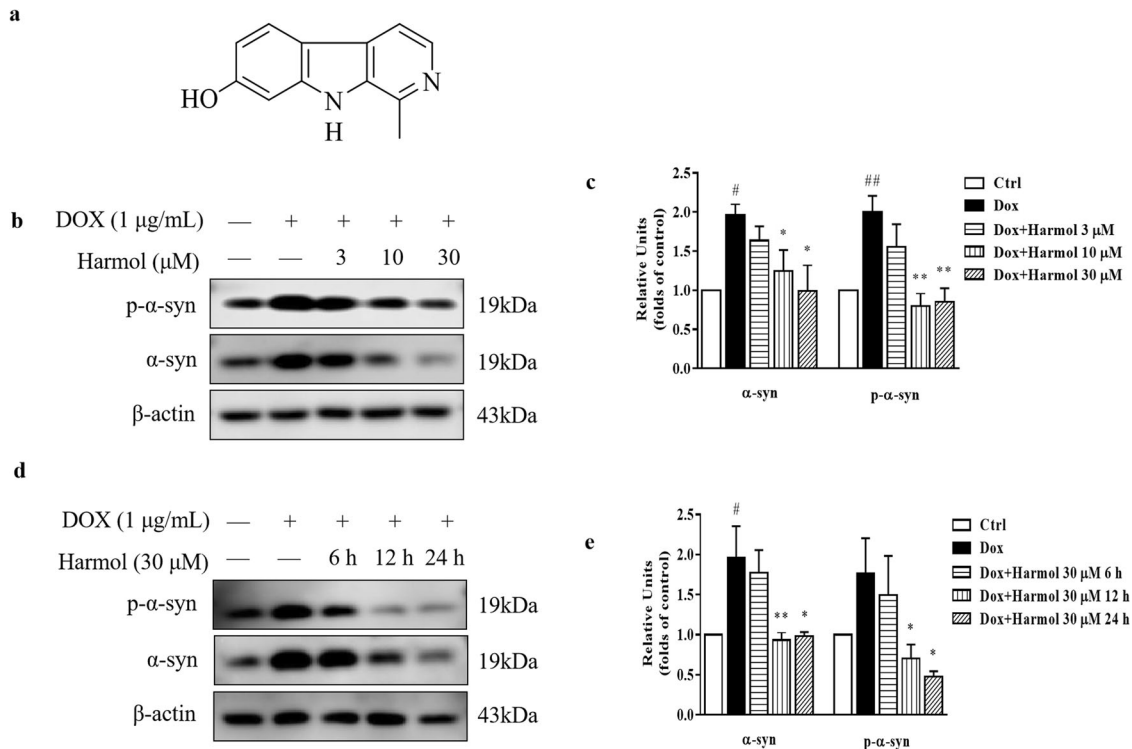 a
HO
N
H
N
b
DOX (1 μg/mL) — + + + +
Harmol (μM) — — 3 10 30
p-α-syn 19kDa
α-syn 19kDa
β-actin 43kDa
c
Relative Units
(folds of control)
2.5
2.0
1.5
1.0
0.5
0.0
# * *
## ** **
α-syn p-α-syn
Ctrl
Dox
Dox+Harmol 3 μM
Dox+Harmol 10 μM
Dox+Harmol 30 μM
d
DOX (1 μg/mL) — + + + +
Harmol (30 μM) — — 6 h 12 h 24 h
p-α-syn 19kDa
α-syn 19kDa
β-actin 43kDa
e
Relative Units
(folds of control)
2.5
2.0
1.5
1.0
0.5
0.0
# ** *
* *
α-syn p-α-syn
Ctrl
Dox
Dox+Harmol 30 μM 6 h
Dox+Harmol 30 μM 12 h
Dox+Harmol 30 μM 24 h